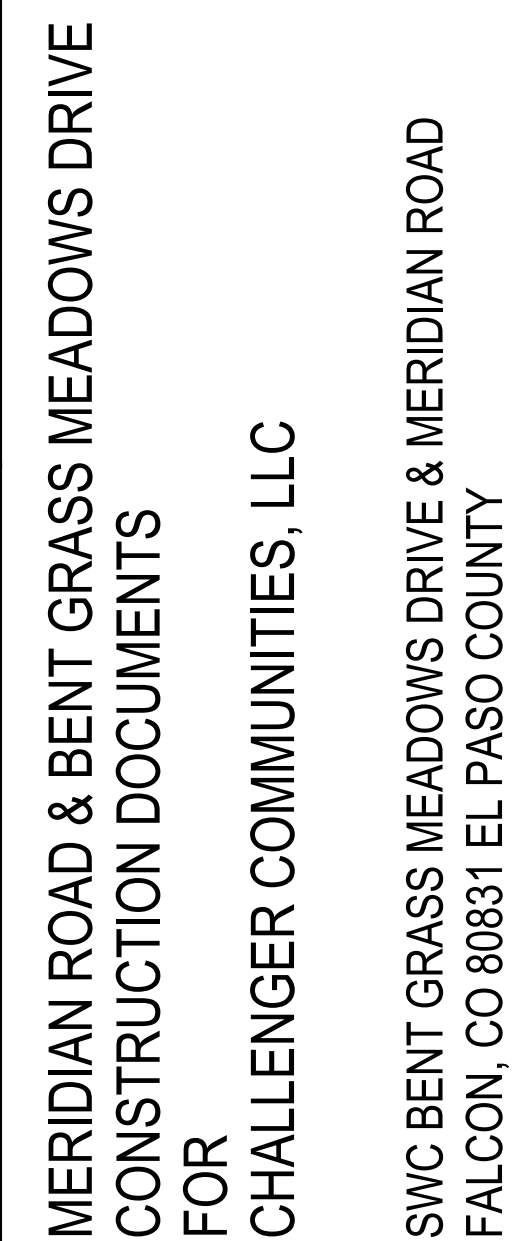 MERIDIAN ROAD & BENT GRASS MEADOWS DRIVE
CONSTRUCTION DOCUMENTS
FOR
CHALLENGER COMMUNITIES, LLC
SWC BENT GRASS MEADOWS DRIVE & MERIDIAN ROAD
FALCON, CO 80831 EL PASO COUNTY